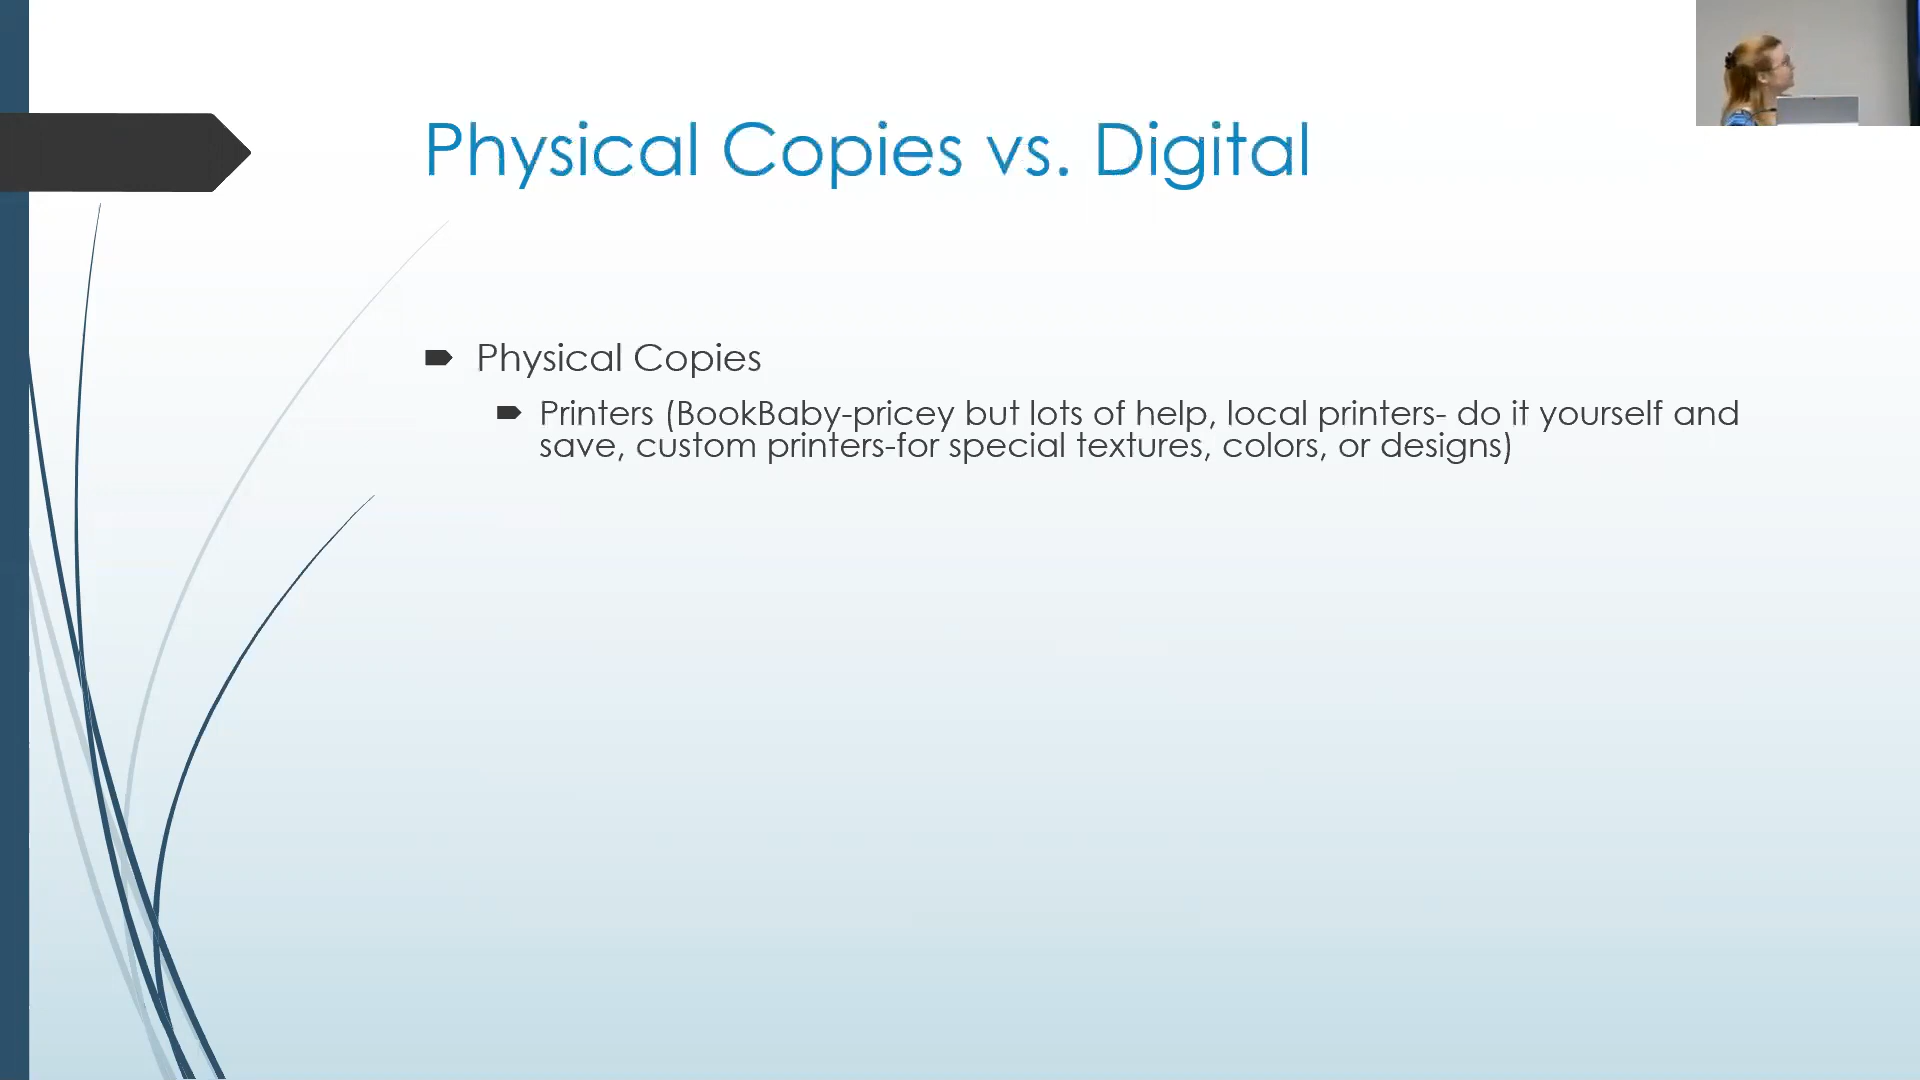 Physical Copies vs. Digital
Physical Copies
Printers (BookBaby-pricey but lots of help, local printers- do it yourself and
save, custom printers-for special textures, colors, or designs)